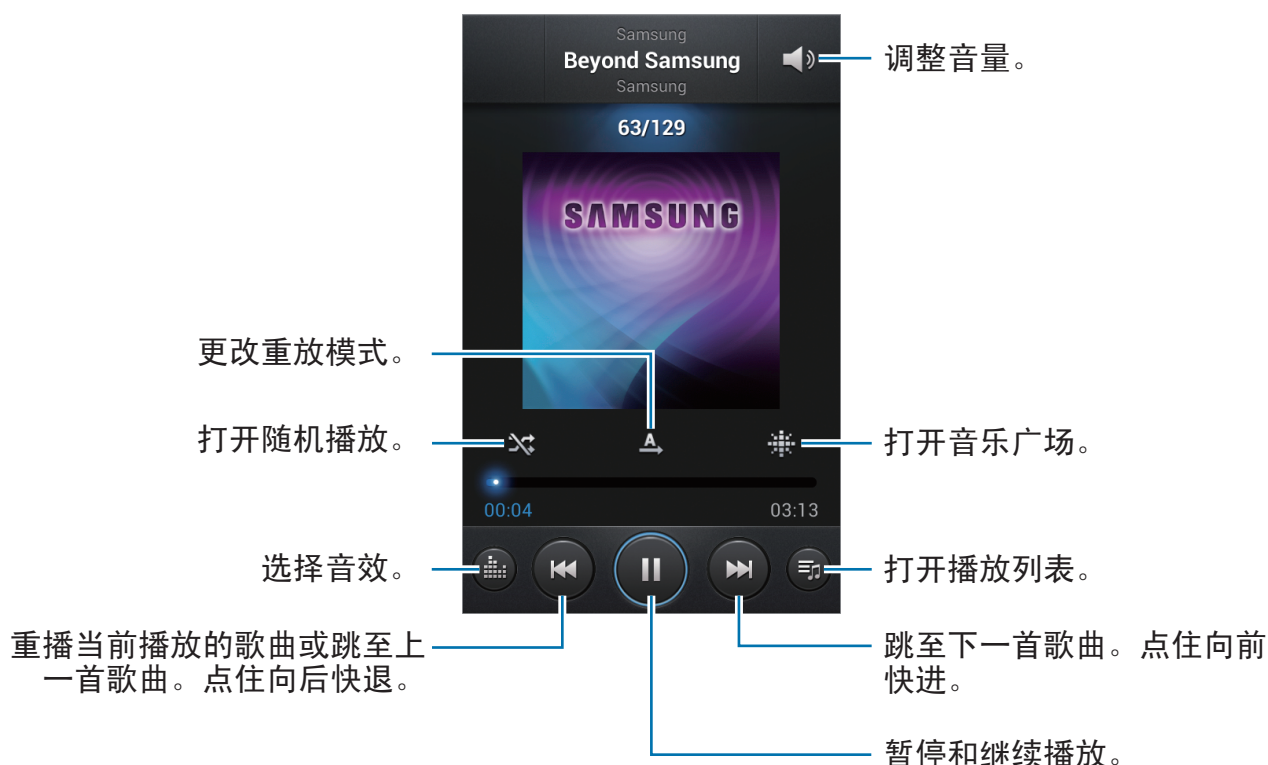 Samsung
Beyond Samsung
Samsung
调整音量。
63/129
SAMSUNG
更改重放模式。
打开随机播放。
A
打开音乐广场。
00:04
03:13
选择音效。
打开播放列表。
重播当前播放的歌曲或跳至上
一首歌曲。点住向后快退。
跳至下一首歌曲。点住向前
快进。
暂停和继续播放。